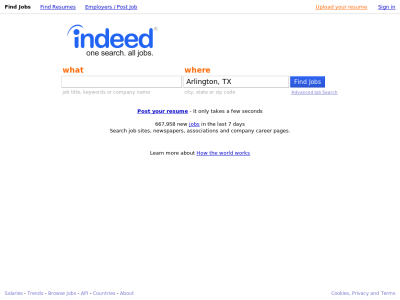 Find Jobs Find Resumes Employers / Post Job Upload your resume Sign in
indeed®
one search. all jobs.
what where
Arlington, TX Find Jobs
job title, keywords or company name city, state or zip code Advanced Job Search
Post your resume - It only takes a few seconds
667,958 new jobs in the last 7 days
Search job sites, newspapers, associations and company career pages.
Learn more about How the world works
Salaries - Trends - Browse Jobs - API - Countries - About Cookies, Privacy and Terms